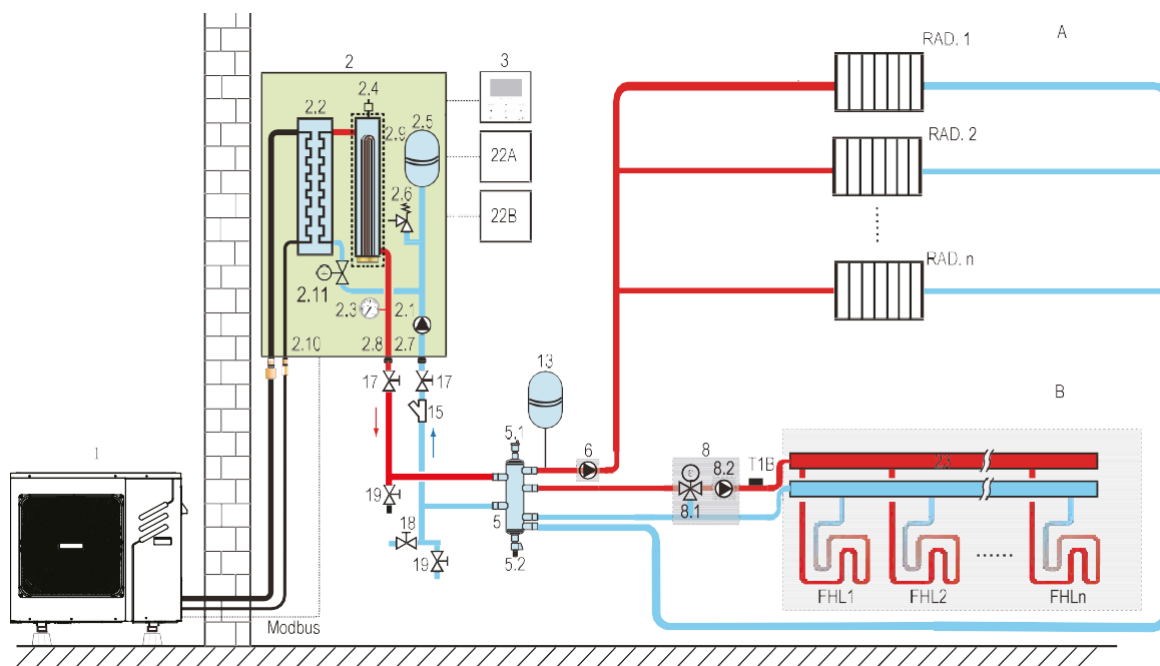 A
RAD. 1
2
3
2.4
2.2
2.5
RAD. 2
2.9
22A
2.6
22B
RAD. n
2.11
2.3
2.1
2.10
2.8
2.7
13
17
17
B
15
5.1
6
8
1
8.2
T1B
19
8.1
5
18
19
5.2
FHL1
FHL2
......
FHLn
Modbus